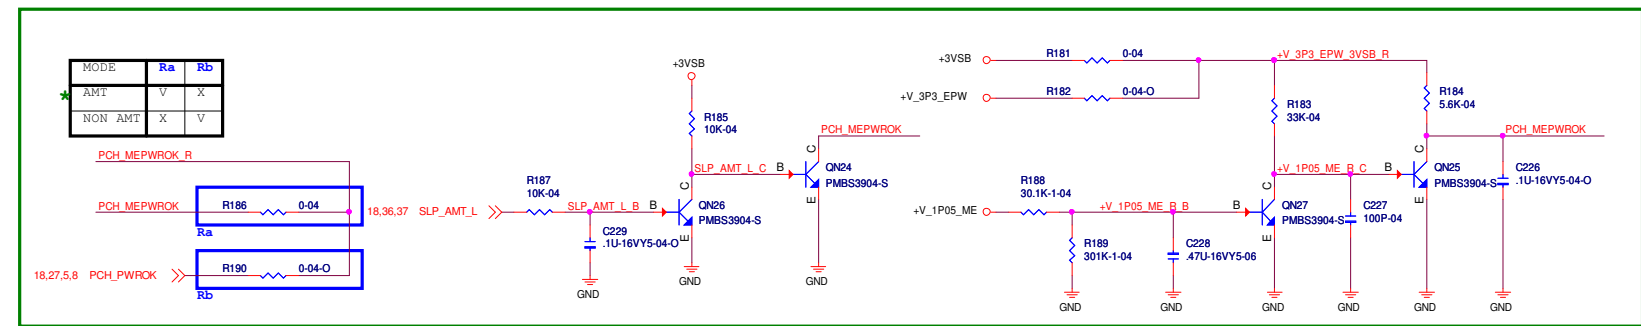 MODE Ra Rb
* AMT V X
NON AMT X V
PCH_MEPWROK_R
PCH_MEPWROK R186 0-04
Ra
18,27,5,8 PCH_PWROK R190 0-04-O
Rb
18,36,37 SLP_AMT_L
R187
10K-04
SLP_AMT_L_B
C229
.1U-16VY5-04-O
GND
+3VSB
R185
10K-04
SLP_AMT_L_C
B
C
E
QN26
PMBS3904-S
GND
B
C
E
QN24
PMBS3904-S
PCH_MEPWROK
GND
+3VSB R181 0-04
+V_3P3_EPW R182 0-04-O
+V_3P3_EPW_3VSB_R
+V_1P05_ME
R188
30.1K-1-04
R189
301K-1-04
GND
+V_1P05_ME_R_B
C228
.47U-16VY5-06
GND
R183
33K-04
+V_1P05_ME_R_C
B
C
E
QN27
PMBS3904-S
GND
C227
100P-04
GND
R184
5.6K-04
B
C
E
QN25
PMBS3904-S
GND
PCH_MEPWROK
C226
.1U-16VY5-04-O
GND